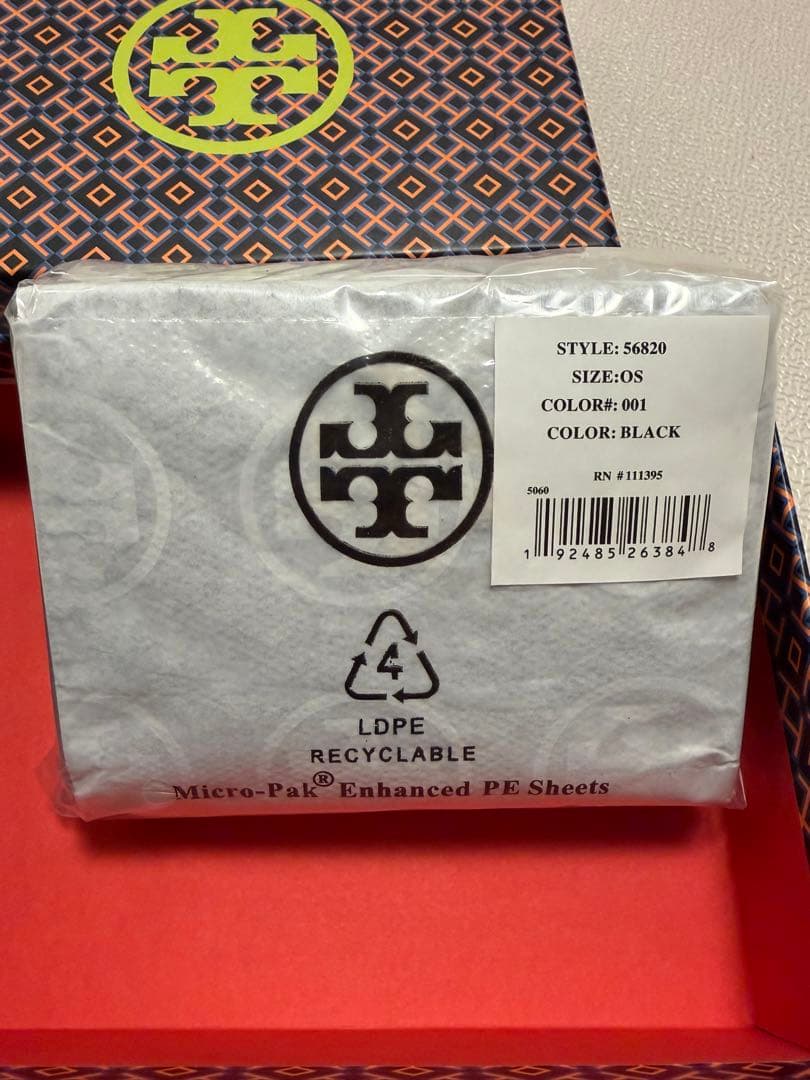 STYLE: 56820
SIZE:OS
COLOR#: 001
COLOR: BLACK
RN # 111395
5060
1 92485 26384 8
4
LDPE
RECYCLABLE
Micro-Pak® Enhanced PE Sheets